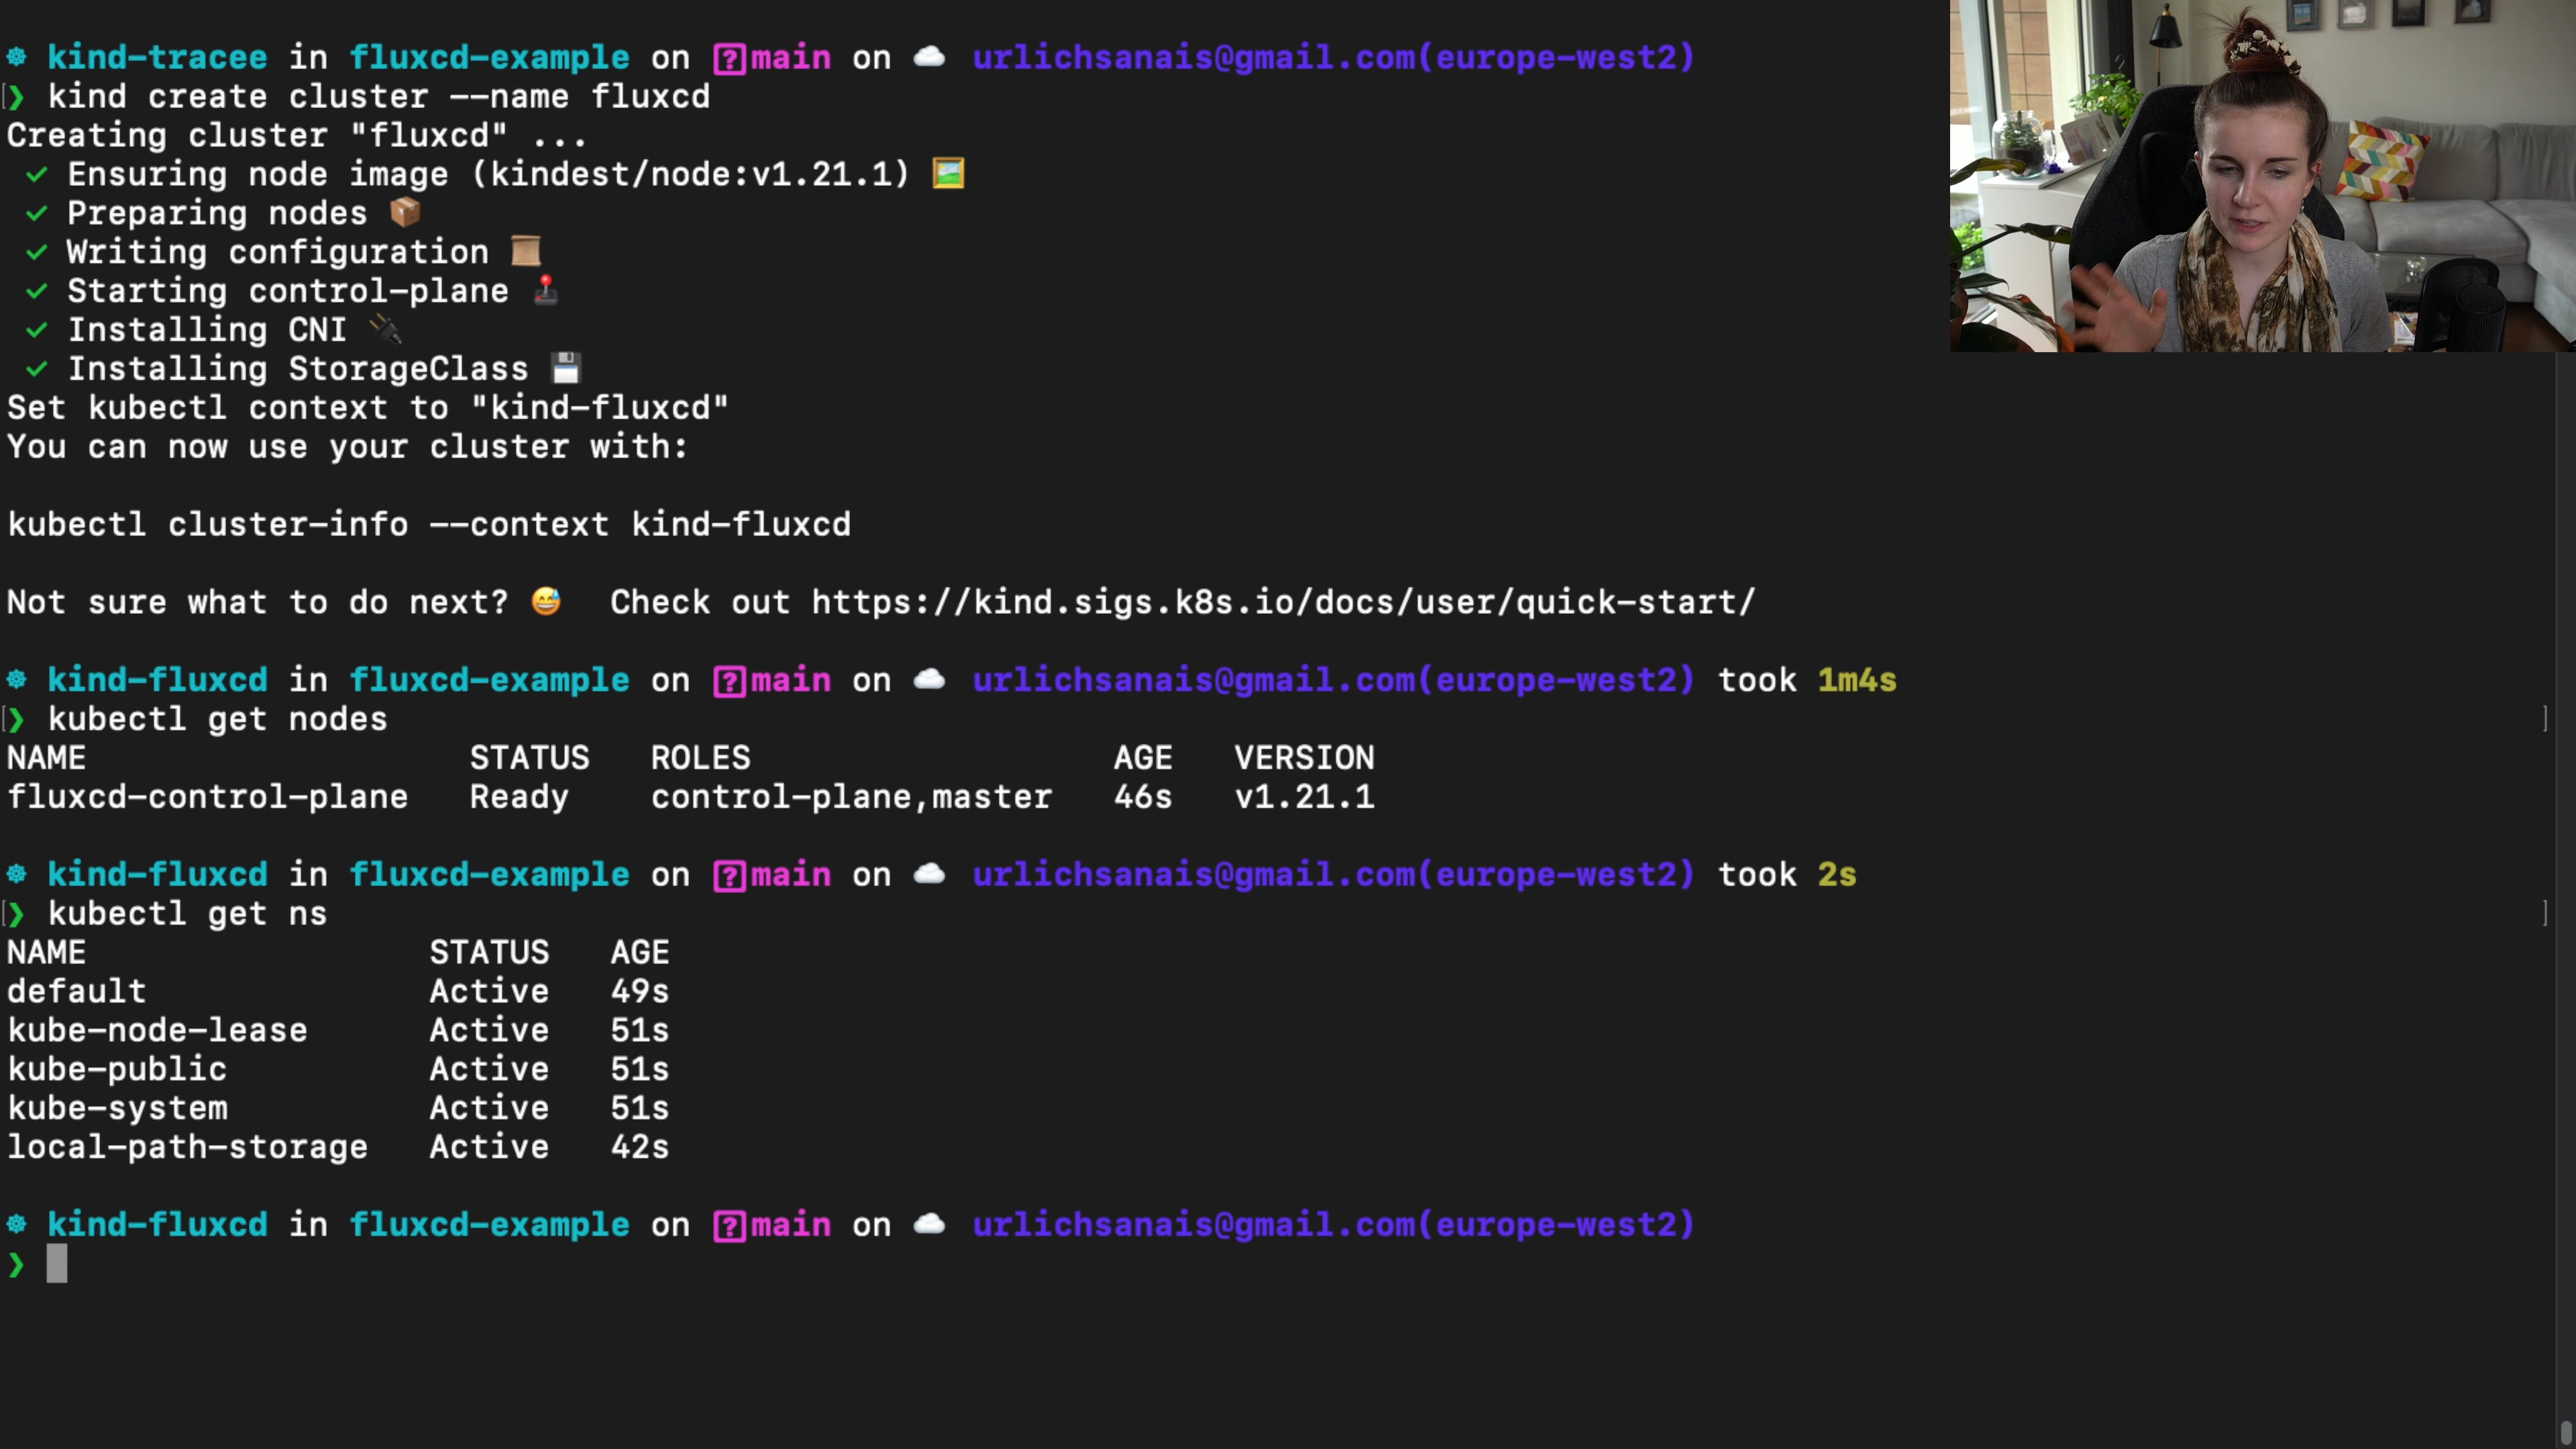 kind-tracee in fluxcd-example on [?]main on ☁️ urlichsanais@gmail.com(europe-west2)
[❯ kind create cluster --name fluxcd
Creating cluster "fluxcd" ...
✓ Ensuring node image (kindest/node:v1.21.1) 🖼
✓ Preparing nodes 📦
✓ Writing configuration 📜
✓ Starting control-plane 🕹️
✓ Installing CNI 🔌
✓ Installing StorageClass 💾
Set kubectl context to "kind-fluxcd"
You can now use your cluster with:
kubectl cluster-info --context kind-fluxcd
Not sure what to do next? 😅 Check out https://kind.sigs.k8s.io/docs/user/quick-start/
kind-fluxcd in fluxcd-example on [?]main on ☁️ urlichsanais@gmail.com(europe-west2) took 1m4s
[❯ kubectl get nodes ]
NAME STATUS ROLES AGE VERSION
fluxcd-control-plane Ready control-plane,master 46s v1.21.1
kind-fluxcd in fluxcd-example on [?]main on ☁️ urlichsanais@gmail.com(europe-west2) took 2s
[❯ kubectl get ns ]
NAME STATUS AGE
default Active 49s
kube-node-lease Active 51s
kube-public Active 51s
kube-system Active 51s
local-path-storage Active 42s
kind-fluxcd in fluxcd-example on [?]main on ☁️ urlichsanais@gmail.com(europe-west2)
❯